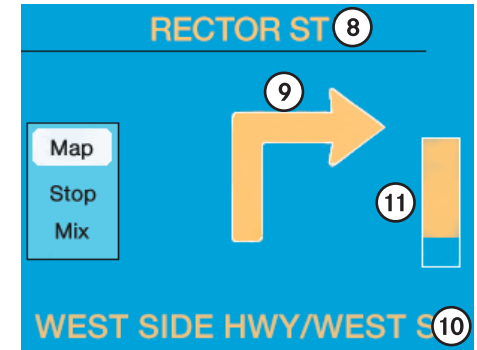 RECTOR ST 8
9
Map
Stop
11
Mix
WEST SIDE HWY/WEST S 10